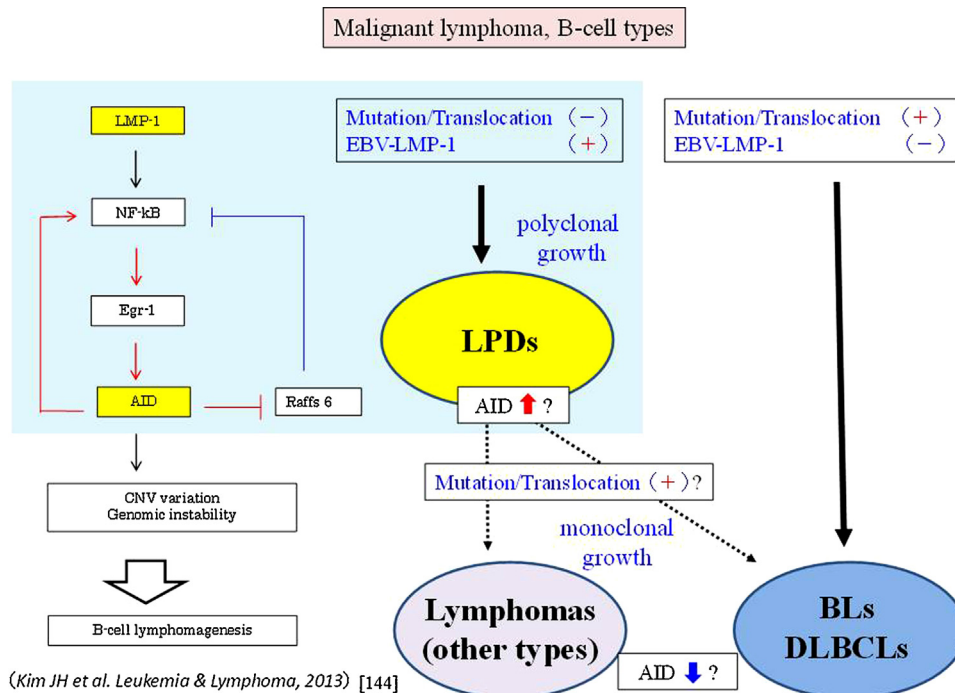 Malignant lymphoma, B-cell types
LMP-1
NF-kB
Egr-1
AID
Raffs 6
CNV variation
Genomic instability
B-cell lymphomagenesis
(Kim JH et al. Leukemia & Lymphoma, 2013) [144]
Mutation/Translocation (-)
EBV-LMP-1 (+)
polyclonal
growth
LPDs
AID ?
Mutation/Translocation (+)?
monoclonal
growth
Lymphomas
(other types)
AID ?
Mutation/Translocation (+)
EBV-LMP-1 (-)
BLs
DLBCLs